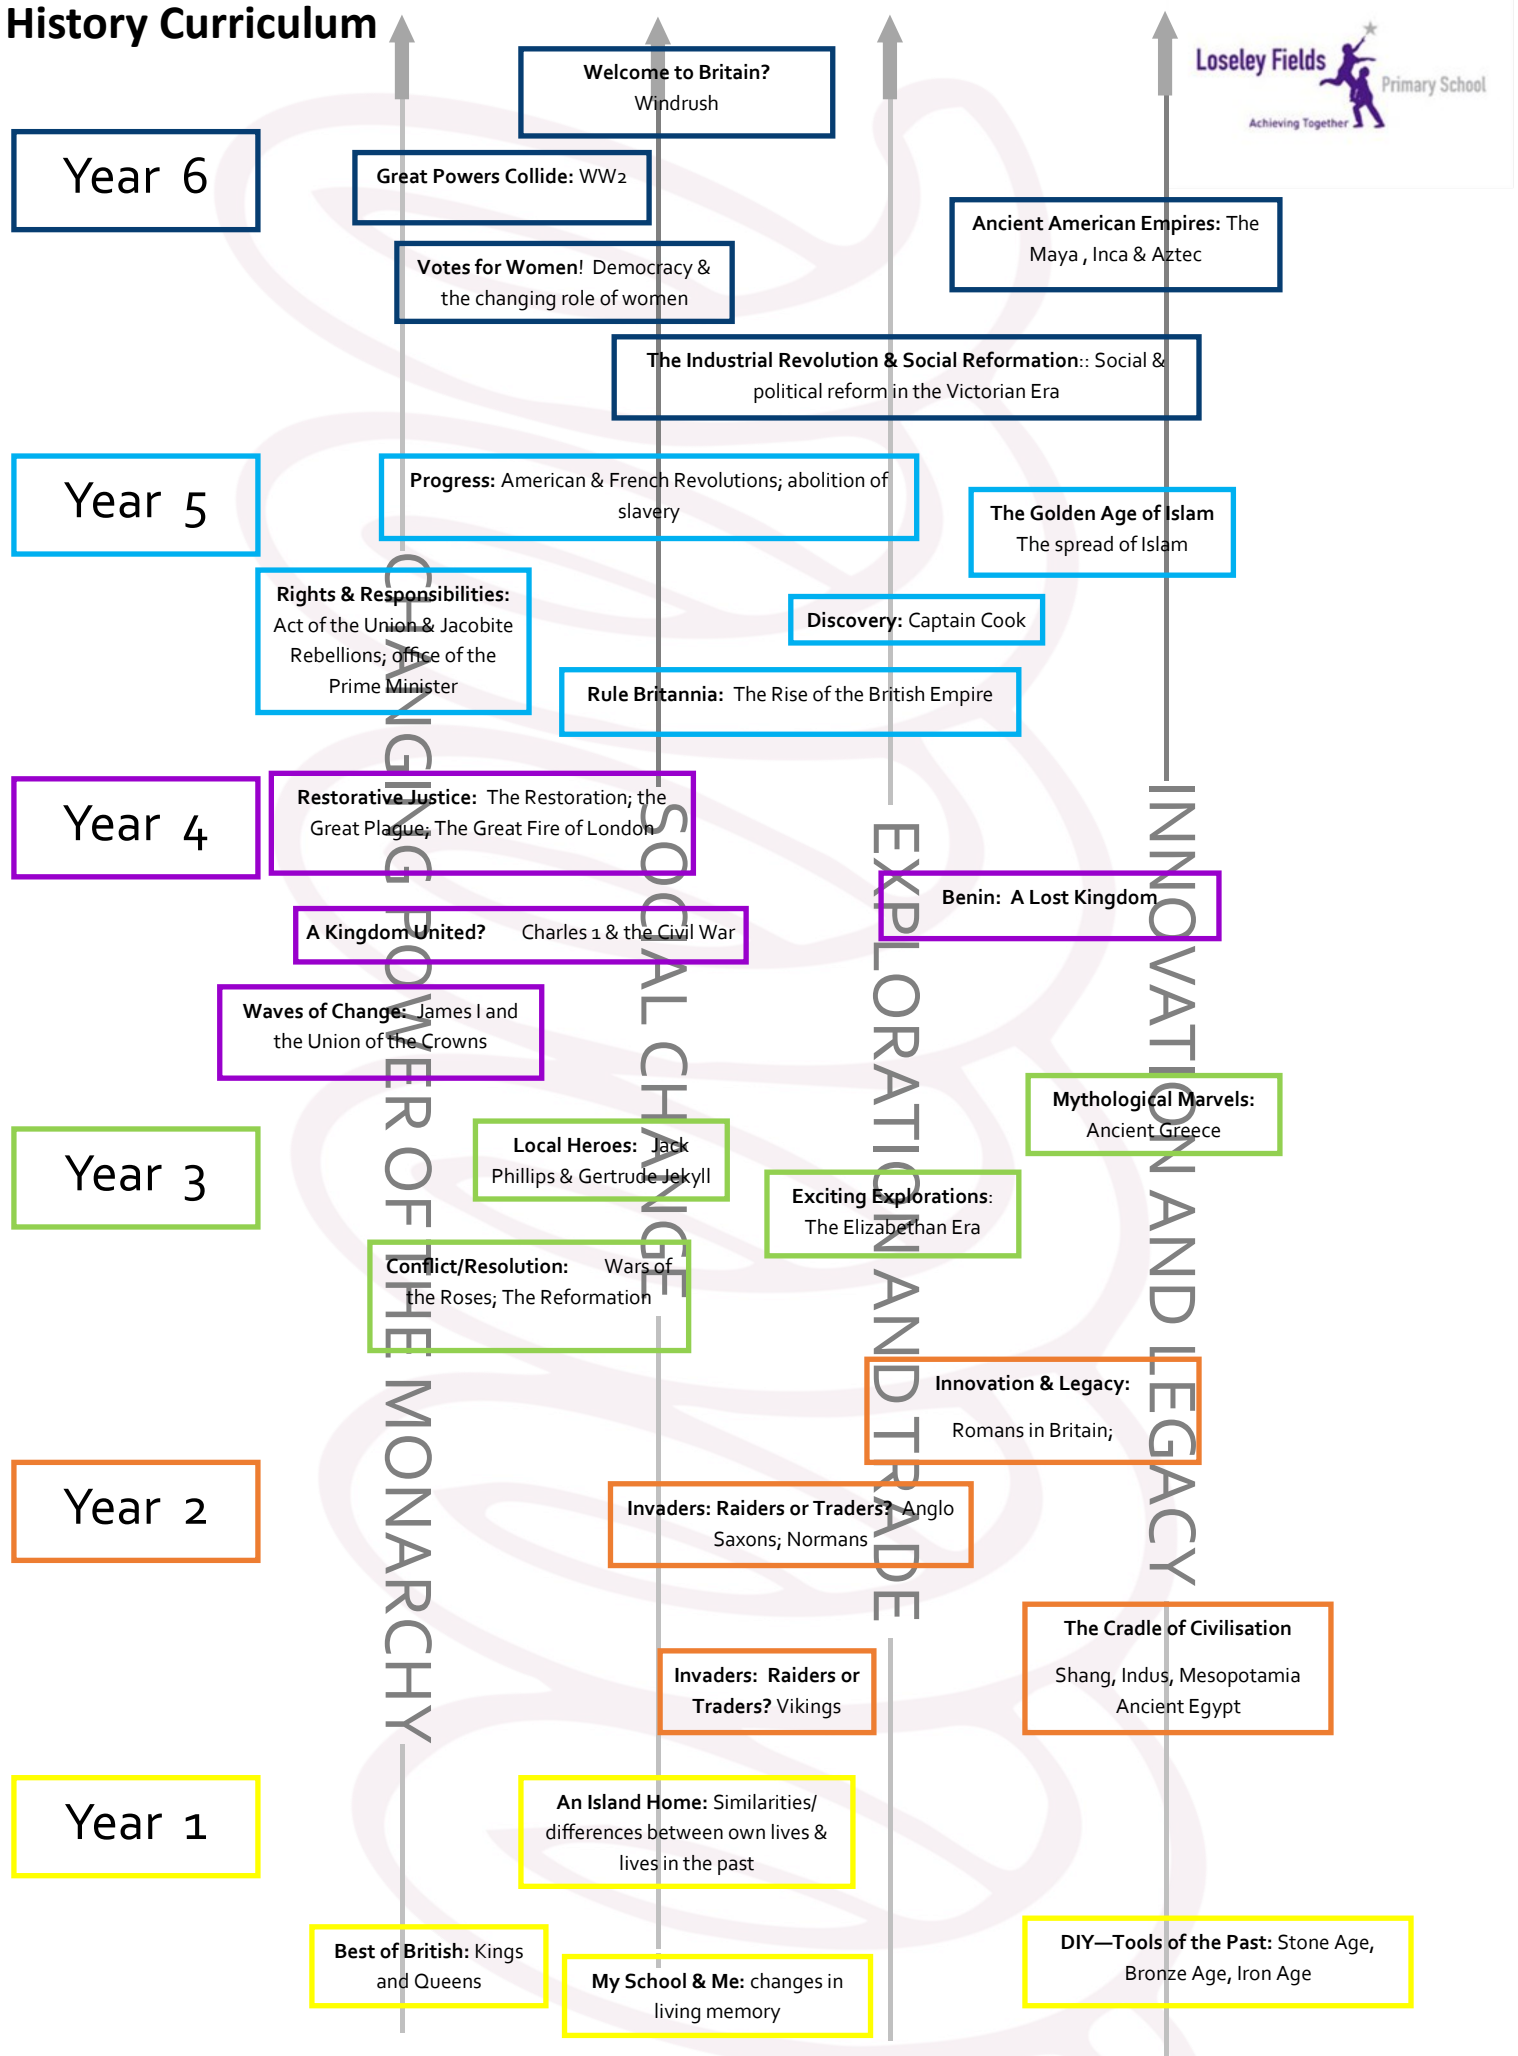 History Curriculum
Loseley Fields
Primary School
Achieving Together
Welcome to Britain?
Windrush
Year 6
Great Powers Collide: WW2
Ancient American Empires: The
Maya , Inca & Aztec
Votes for Women! Democracy &
the changing role of women
The Industrial Revolution & Social Reformation:: Social &
political reform in the Victorian Era
Year 5
Progress: American & French Revolutions; abolition of
slavery
The Golden Age of Islam
The spread of Islam
Rights & Responsibilities:
Act of the Union & Jacobite
Rebellions; office of the
Prime Minister
Discovery: Captain Cook
Rule Britannia: The Rise of the British Empire
Year 4
Restorative Justice: The Restoration; the
Great Plague; The Great Fire of London
Benin: A Lost Kingdom
A Kingdom United? Charles 1 & the Civil War
Waves of Change: James I and
the Union of the Crowns
Year 3
Mythological Marvels:
Ancient Greece
Local Heroes: Jack
Phillips & Gertrude Jekyll
Exciting Explorations:
The Elizabethan Era
Conflict/Resolution: Wars of
the Roses; The Reformation
Innovation & Legacy:
Romans in Britain;
Year 2
Invaders: Raiders or Traders? Anglo
Saxons; Normans
The Cradle of Civilisation
Shang, Indus, Mesopotamia
Ancient Egypt
Invaders: Raiders or
Traders? Vikings
Year 1
An Island Home: Similarities/
differences between own lives &
lives in the past
Best of British: Kings
and Queens
My School & Me: changes in
living memory
DIY—Tools of the Past: Stone Age,
Bronze Age, Iron Age
CHANGING POWER OF THE MONARCHY
SOCIAL CHANGE
EXPLORATION AND TRADE
INNOVATION AND LEGACY